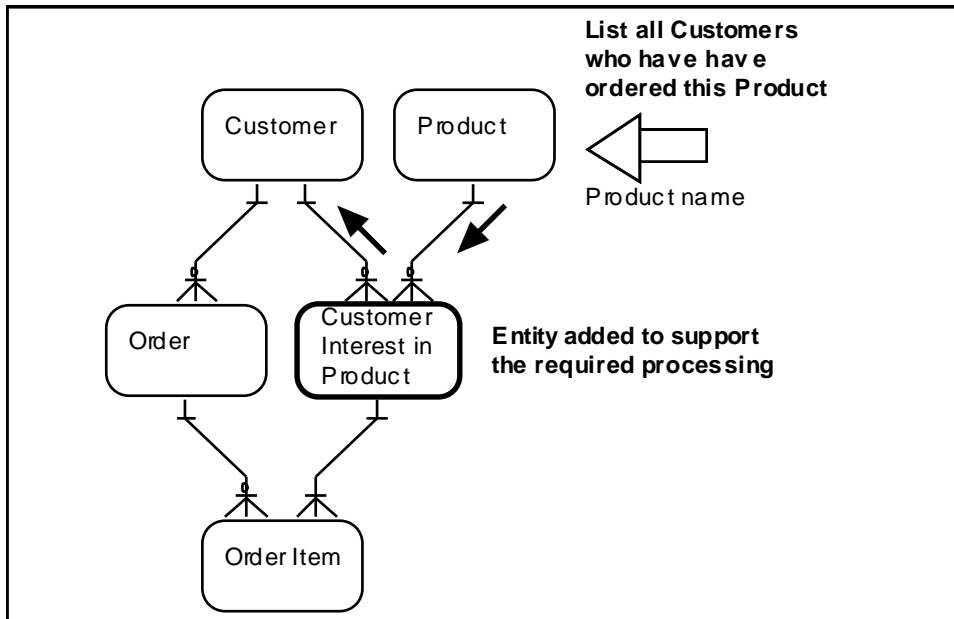 List all Customers
who have have
ordered this Product
Customer
Product
Product name
Order
Customer
Interest in
Product
Entity added to support
the required processing
Order Item